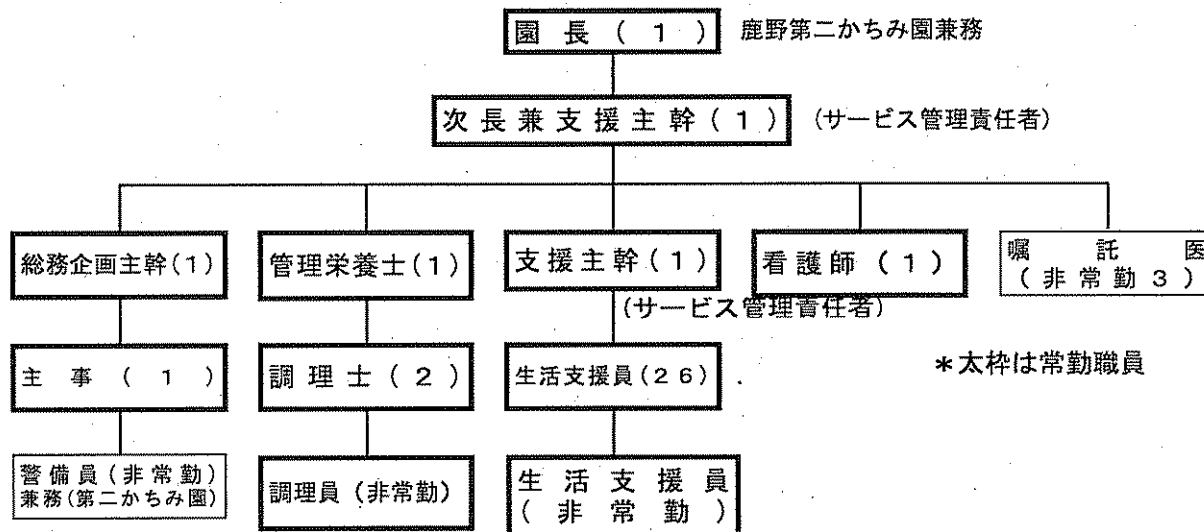 園長(1) 鹿野第二かちみ園兼務
次長兼支援主幹(1) (サービス管理責任者)
総務企画主幹(1)
管理栄養士(1)
支援主幹(1)
(サービス管理責任者)
看護師(1)
嘱託医
(非常勤3)
主事(1)
調理士(2)
生活支援員(26)
*太枠は常勤職員
警備員(非常勤)
兼務(第二かちみ園)
調理員(非常勤)
生活支援員
(非常勤)